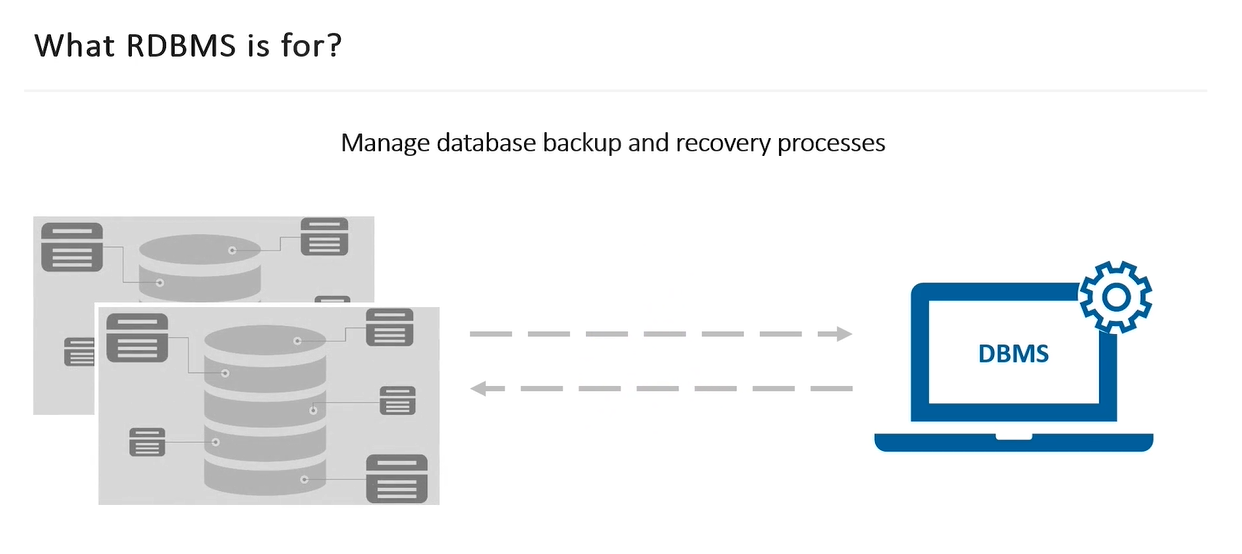 What RDBMS is for?
Manage database backup and recovery processes
DBMS